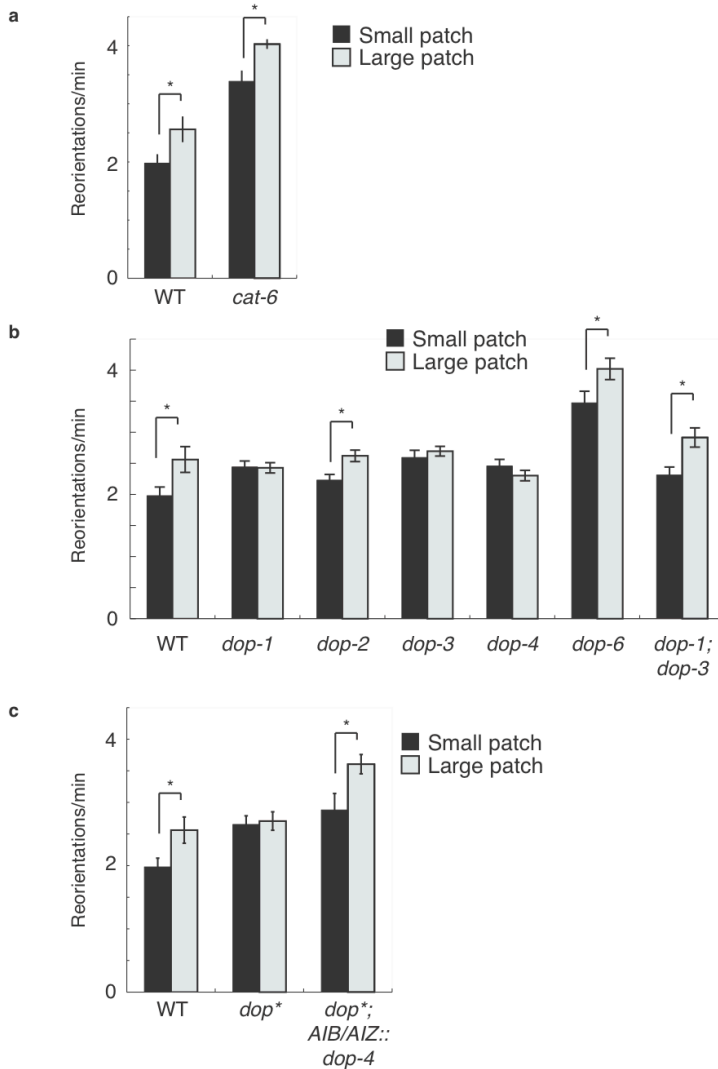 a
Small patch
Large patch
Reorientations/min
4
2
0
*
*
WT
cat-6
b
Small patch
Large patch
Reorientations/min
4
2
0
*
*
*
*
WT
dop-1
dop-2
dop-3
dop-4
dop-6
dop-1;
dop-3
c
Small patch
Large patch
Reorientations/min
4
2
0
*
*
WT
dop*
dop*;
AIB/AIZ::
dop-4